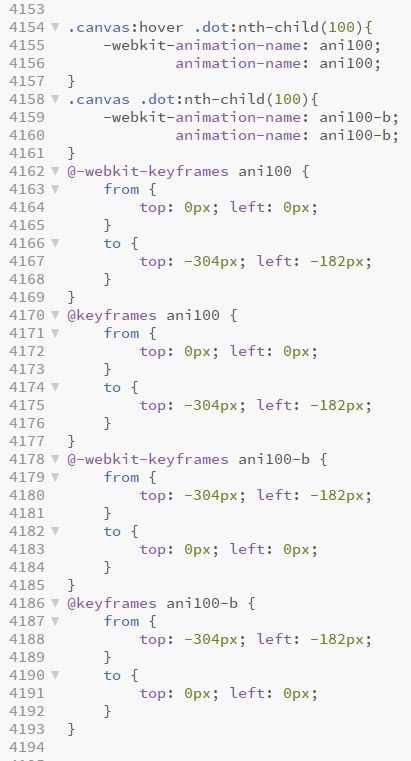 4153
4154 ▼ .canvas:hover .dot:nth-child(100){
4155     -webkit-animation-name: ani100;
4156             animation-name: ani100;
4157 }
4158 ▼ .canvas .dot:nth-child(100){
4159     -webkit-animation-name: ani100-b;
4160             animation-name: ani100-b;
4161 }
4162 ▼ @-webkit-keyframes ani100 {
4163 ▼     from {
4164         top: 0px; left: 0px;
4165     }
4166 ▼     to {
4167         top: -304px; left: -182px;
4168     }
4169 }
4170 ▼ @keyframes ani100 {
4171 ▼     from {
4172         top: 0px; left: 0px;
4173     }
4174 ▼     to {
4175         top: -304px; left: -182px;
4176     }
4177 }
4178 ▼ @-webkit-keyframes ani100-b {
4179 ▼     from {
4180         top: -304px; left: -182px;
4181     }
4182 ▼     to {
4183         top: 0px; left: 0px;
4184     }
4185 }
4186 ▼ @keyframes ani100-b {
4187 ▼     from {
4188         top: -304px; left: -182px;
4189     }
4190 ▼     to {
4191         top: 0px; left: 0px;
4192     }
4193 }
4194